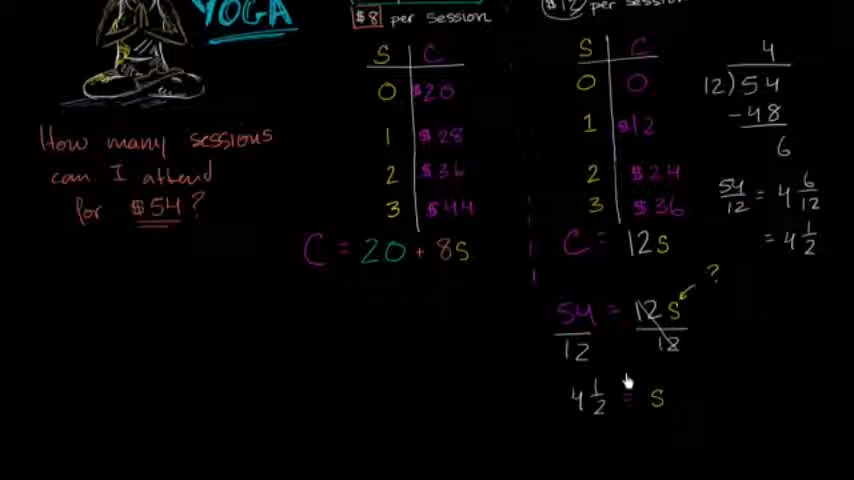 YOGA
$8 per session
$12 per session
S C
0 $20
1 $28
2 $36
3 $44
C = 20 + 8s
S C
0 0
1 $12
2 $24
3 $36
C = 12s
How many sessions
can I attend
for $54?
54 = 12s ?
12 12
4 1/2 = s
4
12)54
-48
6
54/12 = 4 6/12
= 4 1/2